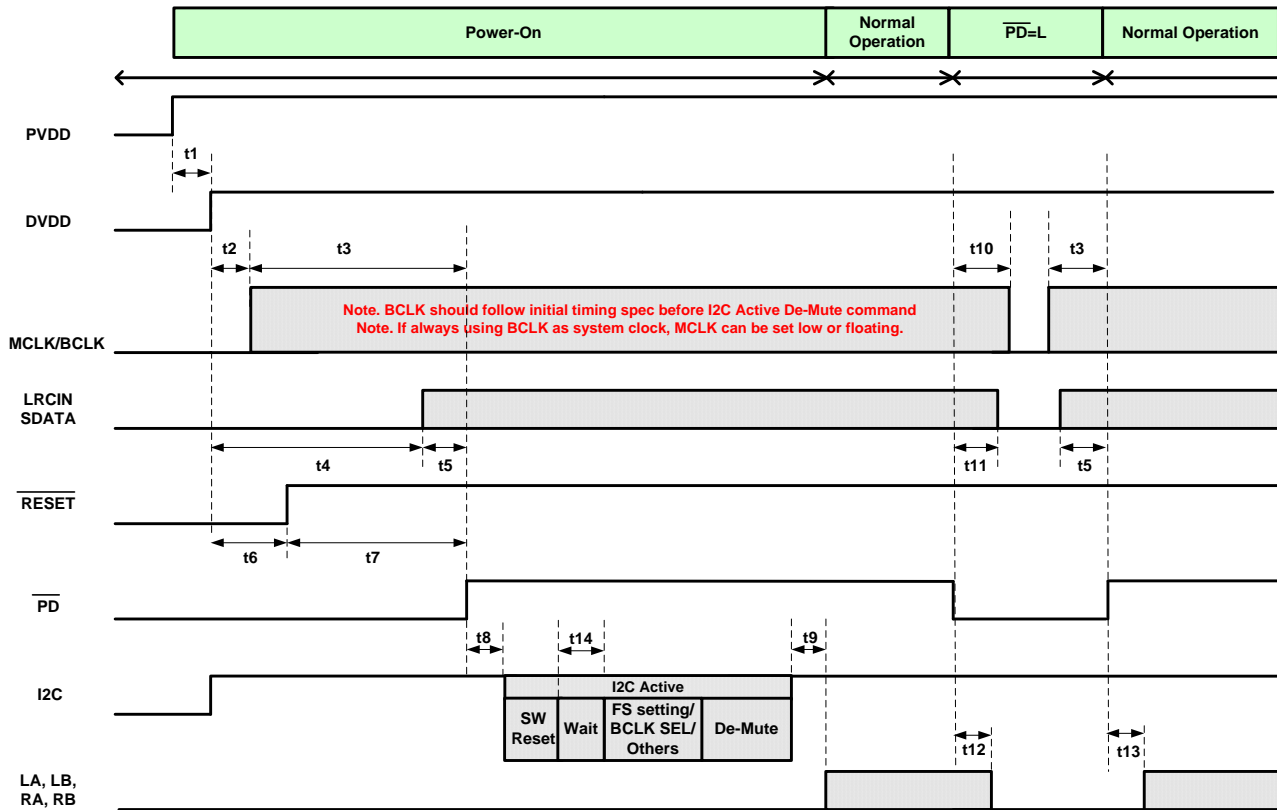 Power-On
Normal
Operation
PD=L
Normal Operation
PVDD
t1
DVDD
t2
t3
t10
t3
Note. BCLK should follow initial timing spec before I2C Active De-Mute command
Note. If always using BCLK as system clock, MCLK can be set low or floating.
MCLK/BCLK
LRCIN
SDATA
t4
t5
t11
t5
RESET
t6
t7
PD
t8
t14
t9
I2C
I2C Active
SW
Reset
Wait
FS setting/
BCLK SEL/
Others
De-Mute
t12
t13
LA, LB,
RA, RB